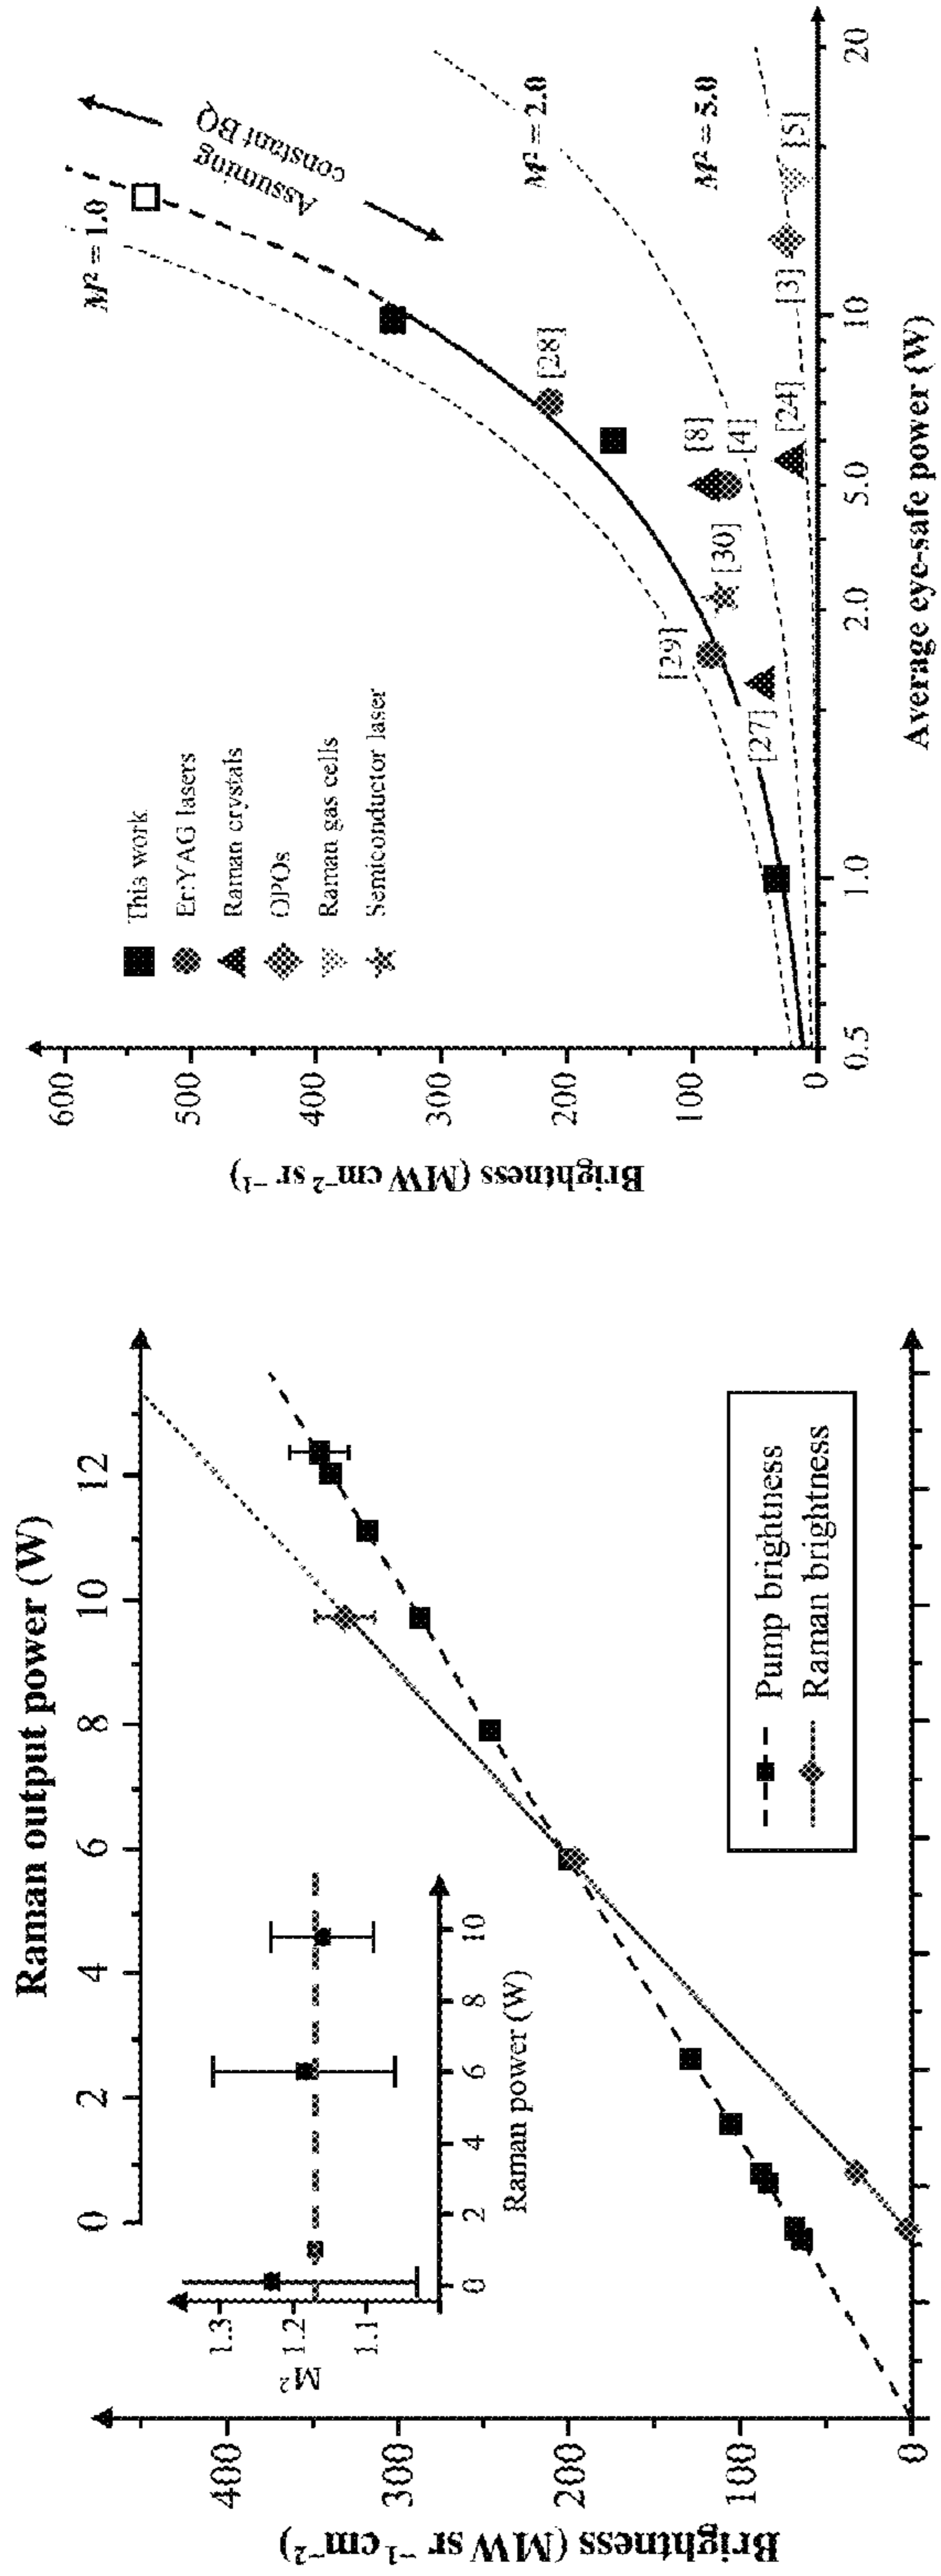 Raman output power (W)
0 2 4 6 8 10 12
Brightness (MW sr⁻¹ cm⁻²)
400
300
200
100
0
M²
1.3
1.2
1.1
0 2 4 6 8 10
Raman power (W)
Pump brightness
Raman brightness
Brightness (MW cm⁻² sr⁻¹)
600
500
400
300
200
100
0
This work
Er:YAG lasers
Raman crystals
OPOs
Raman gas cells
Semiconductor laser
M² = 1.0
Assuming
constant BQ
M² = 2.0
M² = 5.0
[28]
[8]
[4]
[30]
[29]
[27]
[24]
[3]
[5]
0.5 1.0 2.0 5.0 10 20
Average eye-safe power (W)